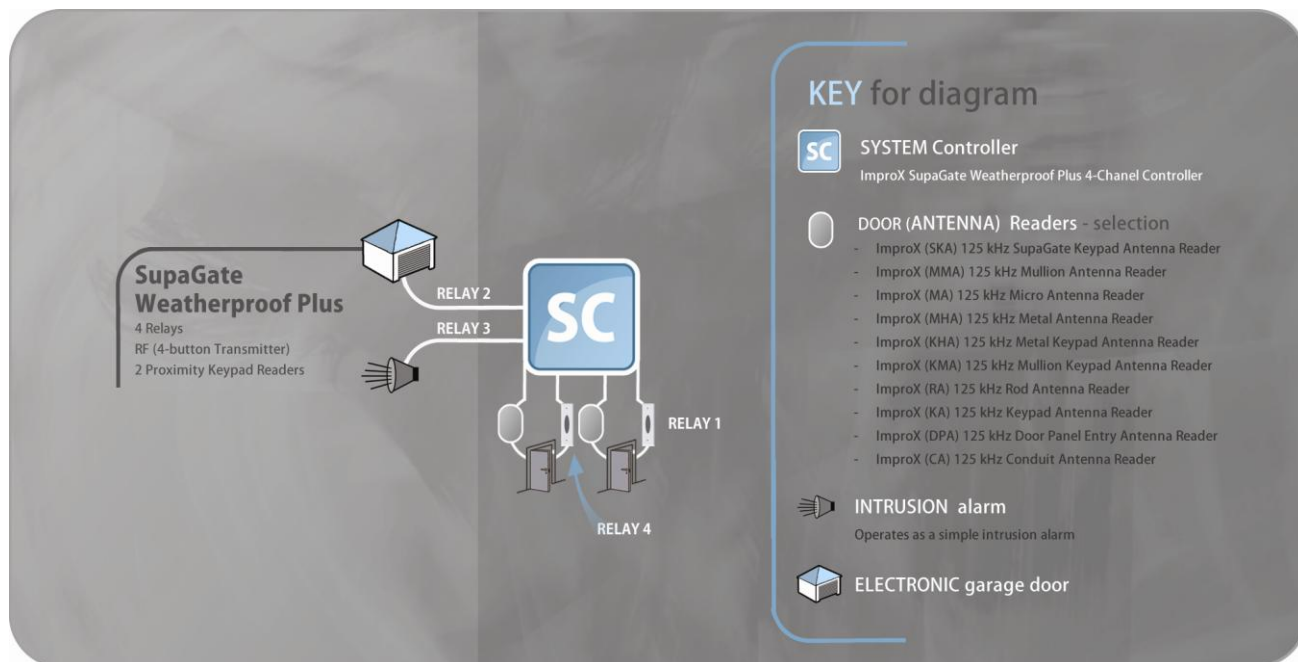 SupaGate
Weatherproof Plus
4 Relays
RF (4-button Transmitter)
2 Proximity Keypad Readers
RELAY 2
RELAY 3
SC
RELAY 1
RELAY 4
KEY for diagram
SC
SYSTEM Controller
ImproX SupaGate Weatherproof Plus 4-Chanel Controller
DOOR (ANTENNA) Readers - selection
- ImproX (SKA) 125 kHz SupaGate Keypad Antenna Reader
- ImproX (MMA) 125 kHz Mullion Antenna Reader
- ImproX (MA) 125 kHz Micro Antenna Reader
- ImproX (MHA) 125 kHz Metal Antenna Reader
- ImproX (KHA) 125 kHz Metal Keypad Antenna Reader
- ImproX (KMA) 125 kHz Mullion Keypad Antenna Reader
- ImproX (RA) 125 kHz Rod Antenna Reader
- ImproX (KA) 125 kHz Keypad Antenna Reader
- ImproX (DPA) 125 kHz Door Panel Entry Antenna Reader
- ImproX (CA) 125 kHz Conduit Antenna Reader
INTRUSION alarm
Operates as a simple intrusion alarm
ELECTRONIC garage door